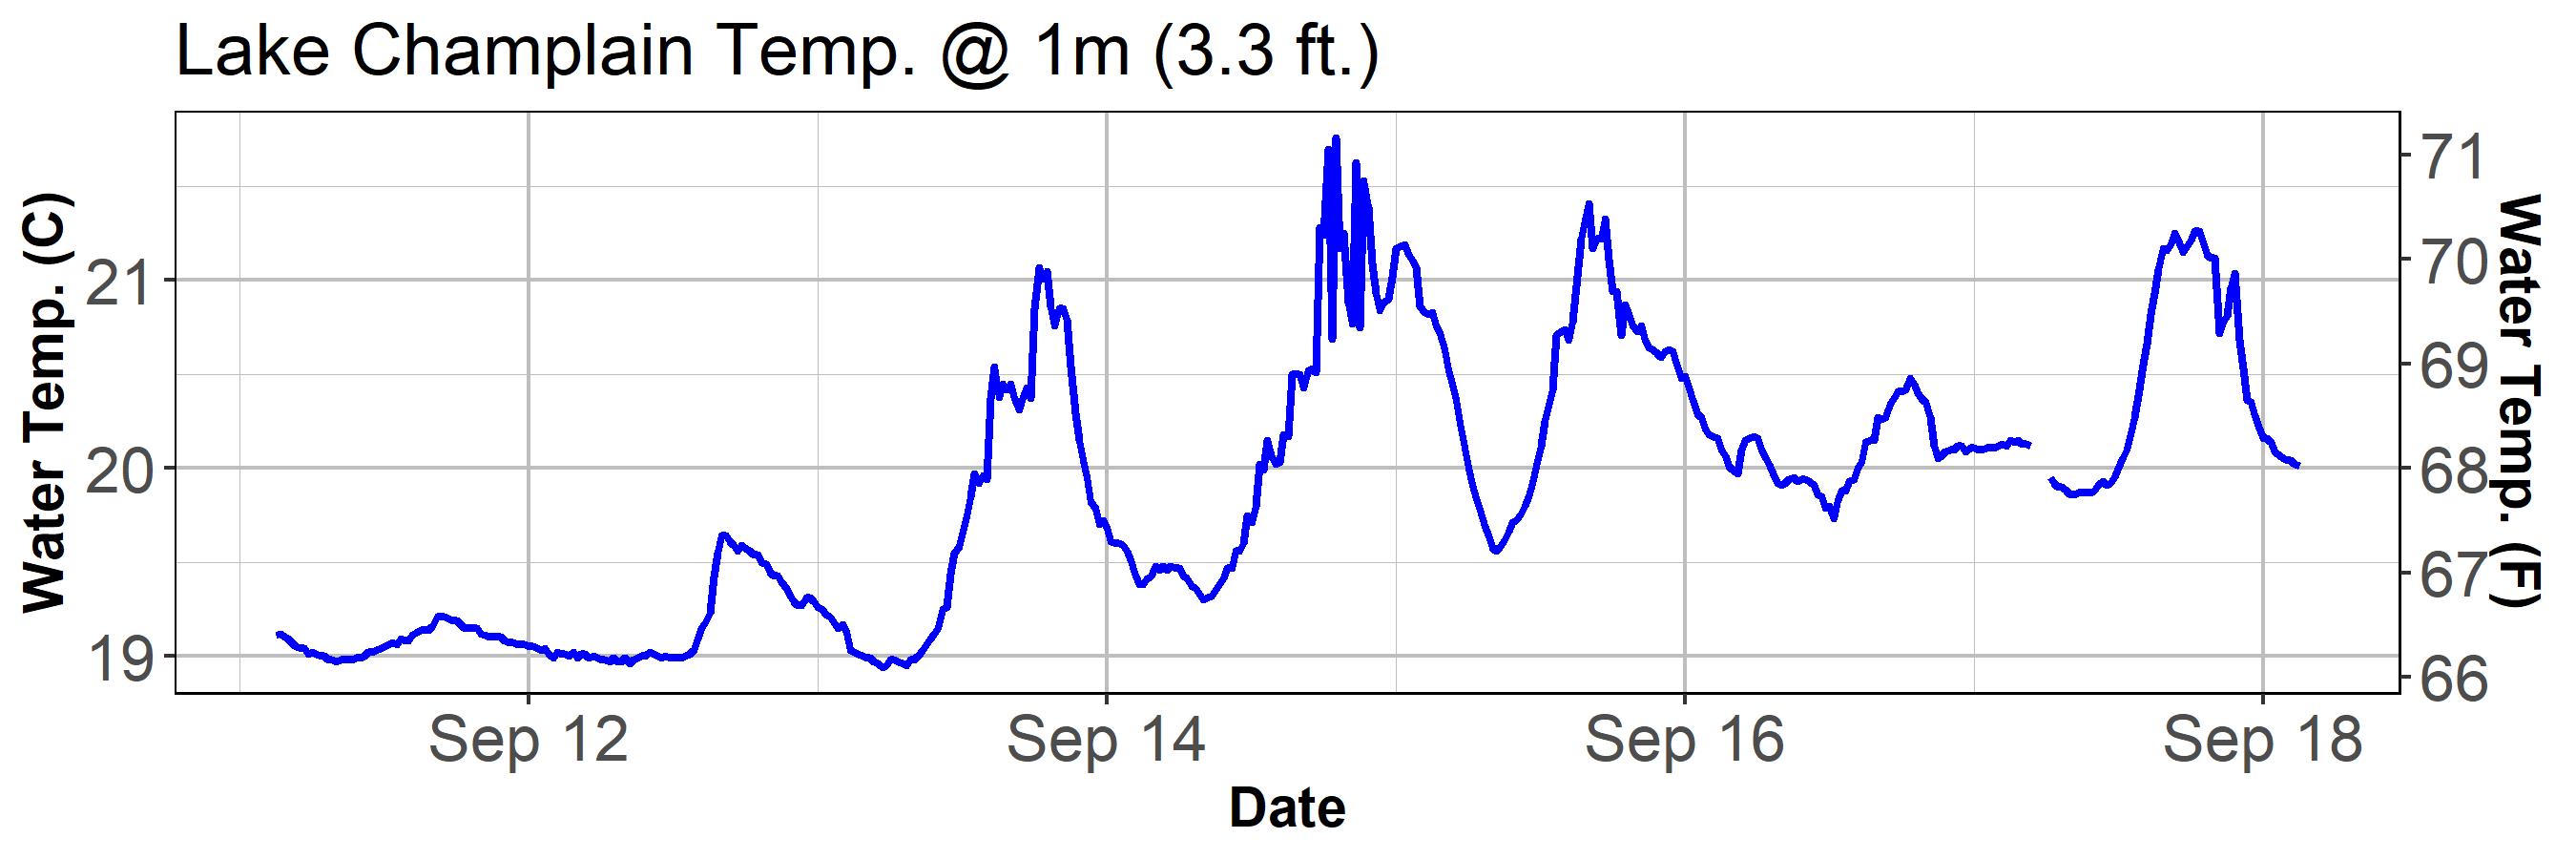 Lake Champlain Temp. @ 1m (3.3 ft.)
Water Temp. (C)
21
20
19
71
70
69
68
67
66
Water Temp. (F)
Sep 12
Sep 14
Sep 16
Sep 18
Date